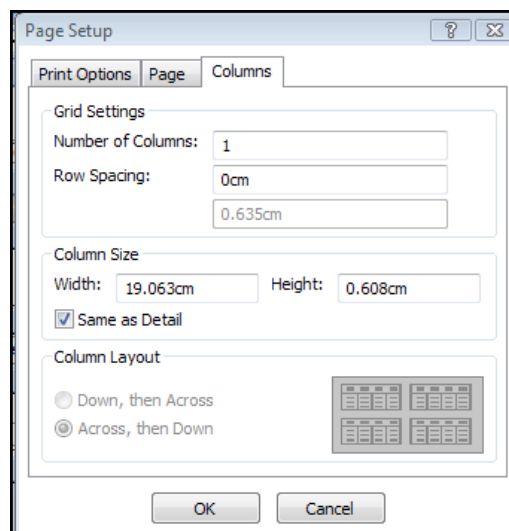 Page Setup
Print Options Page Columns
Grid Settings
Number of Columns: 1
Row Spacing: 0cm
0.635cm
Column Size
Width: 19.063cm Height: 0.608cm
Same as Detail
Column Layout
Down, then Across
Across, then Down
OK Cancel